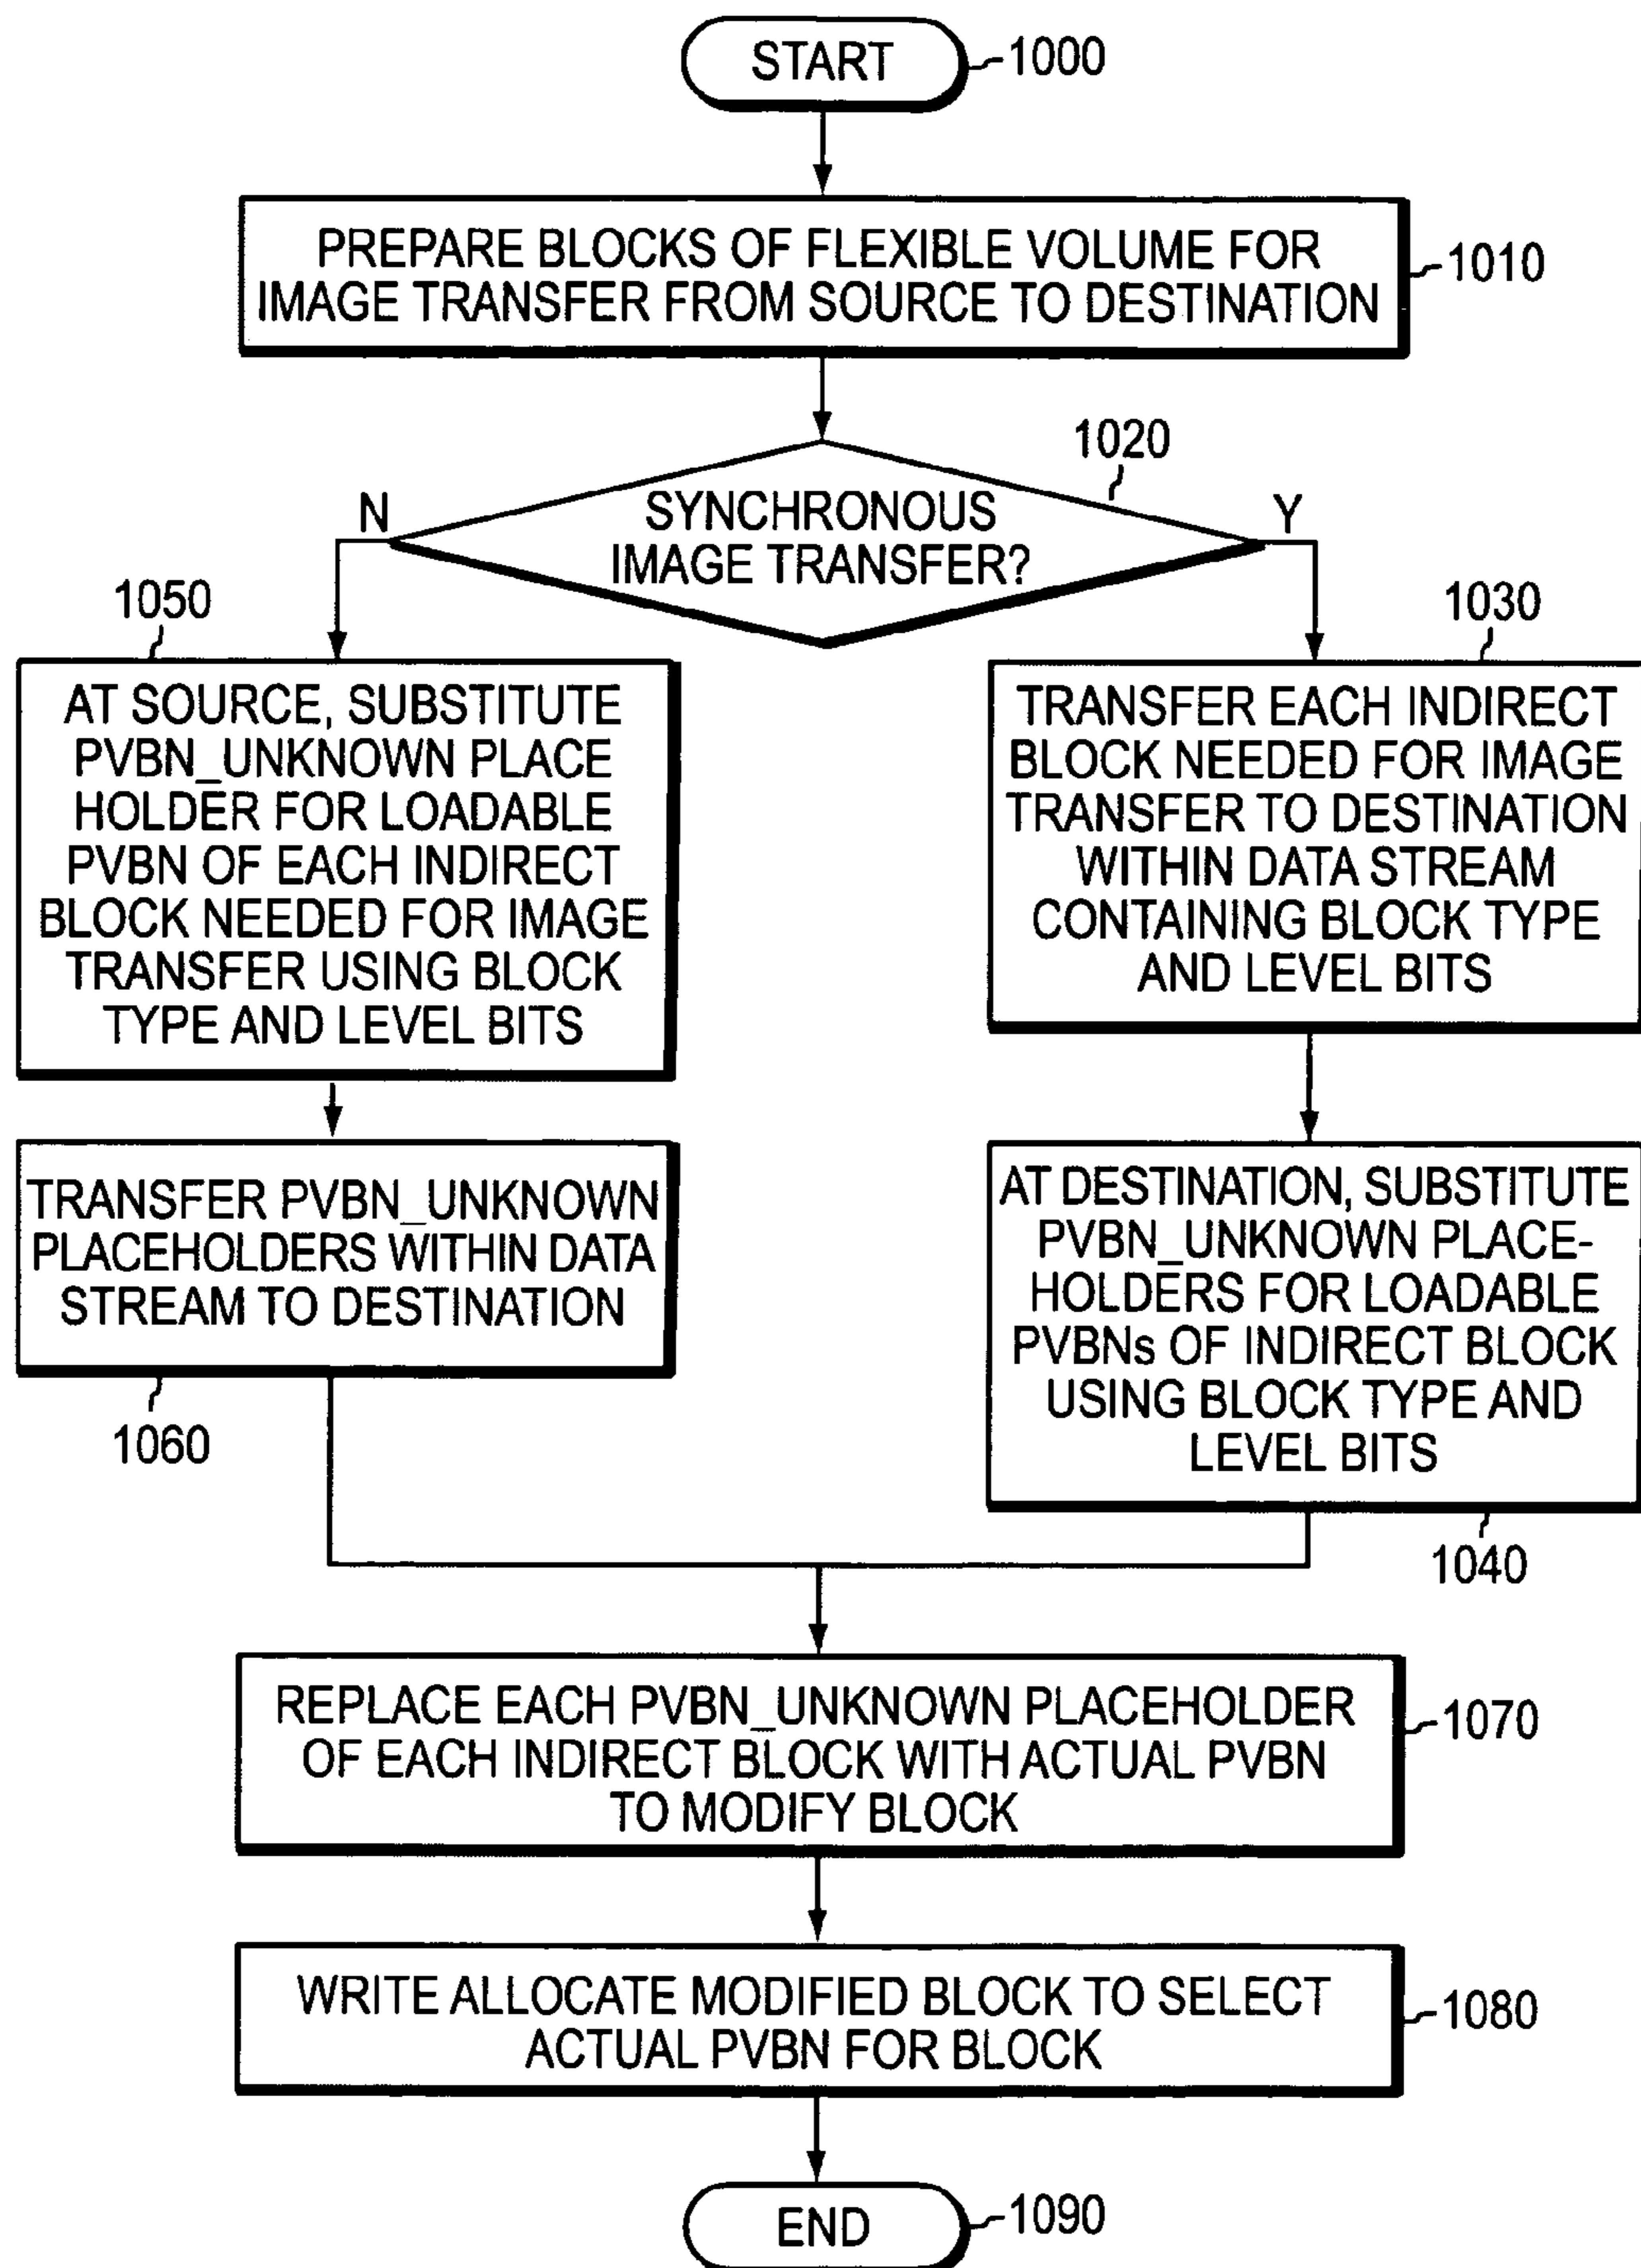 START
1000
PREPARE BLOCKS OF FLEXIBLE VOLUME FOR
IMAGE TRANSFER FROM SOURCE TO DESTINATION
1010
1020
SYNCHRONOUS
IMAGE TRANSFER?
N
Y
1050
AT SOURCE, SUBSTITUTE
PVBN_UNKNOWN PLACE
HOLDER FOR LOADABLE
PVBN OF EACH INDIRECT
BLOCK NEEDED FOR IMAGE
TRANSFER USING BLOCK
TYPE AND LEVEL BITS
1030
TRANSFER EACH INDIRECT
BLOCK NEEDED FOR IMAGE
TRANSFER TO DESTINATION
WITHIN DATA STREAM
CONTAINING BLOCK TYPE
AND LEVEL BITS
TRANSFER PVBN_UNKNOWN
PLACEHOLDERS WITHIN DATA
STREAM TO DESTINATION
1060
AT DESTINATION, SUBSTITUTE
PVBN_UNKNOWN PLACE-
HOLDERS FOR LOADABLE
PVBNs OF INDIRECT BLOCK
USING BLOCK TYPE AND
LEVEL BITS
1040
REPLACE EACH PVBN_UNKNOWN PLACEHOLDER
OF EACH INDIRECT BLOCK WITH ACTUAL PVBN
TO MODIFY BLOCK
1070
WRITE ALLOCATE MODIFIED BLOCK TO SELECT
ACTUAL PVBN FOR BLOCK
1080
END
1090